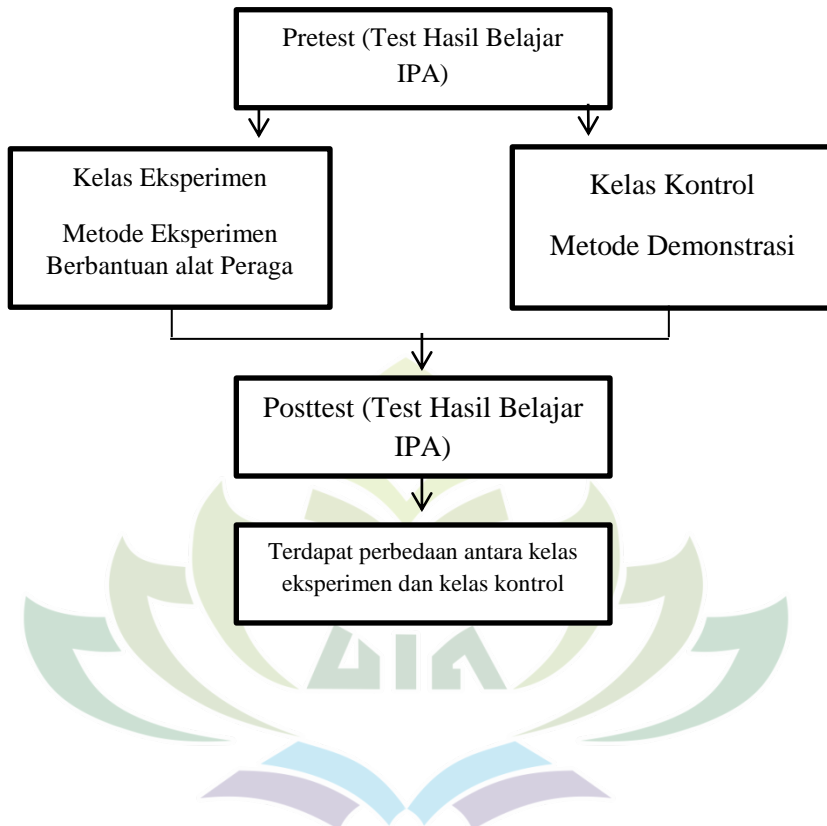 Pretest (Test Hasil Belajar
IPA)
Kelas Eksperimen
Metode Eksperimen
Berbantuan alat Peraga
Kelas Kontrol
Metode Demonstrasi
Posttest (Test Hasil Belajar
IPA)
Terdapat perbedaan antara kelas
eksperimen dan kelas kontrol